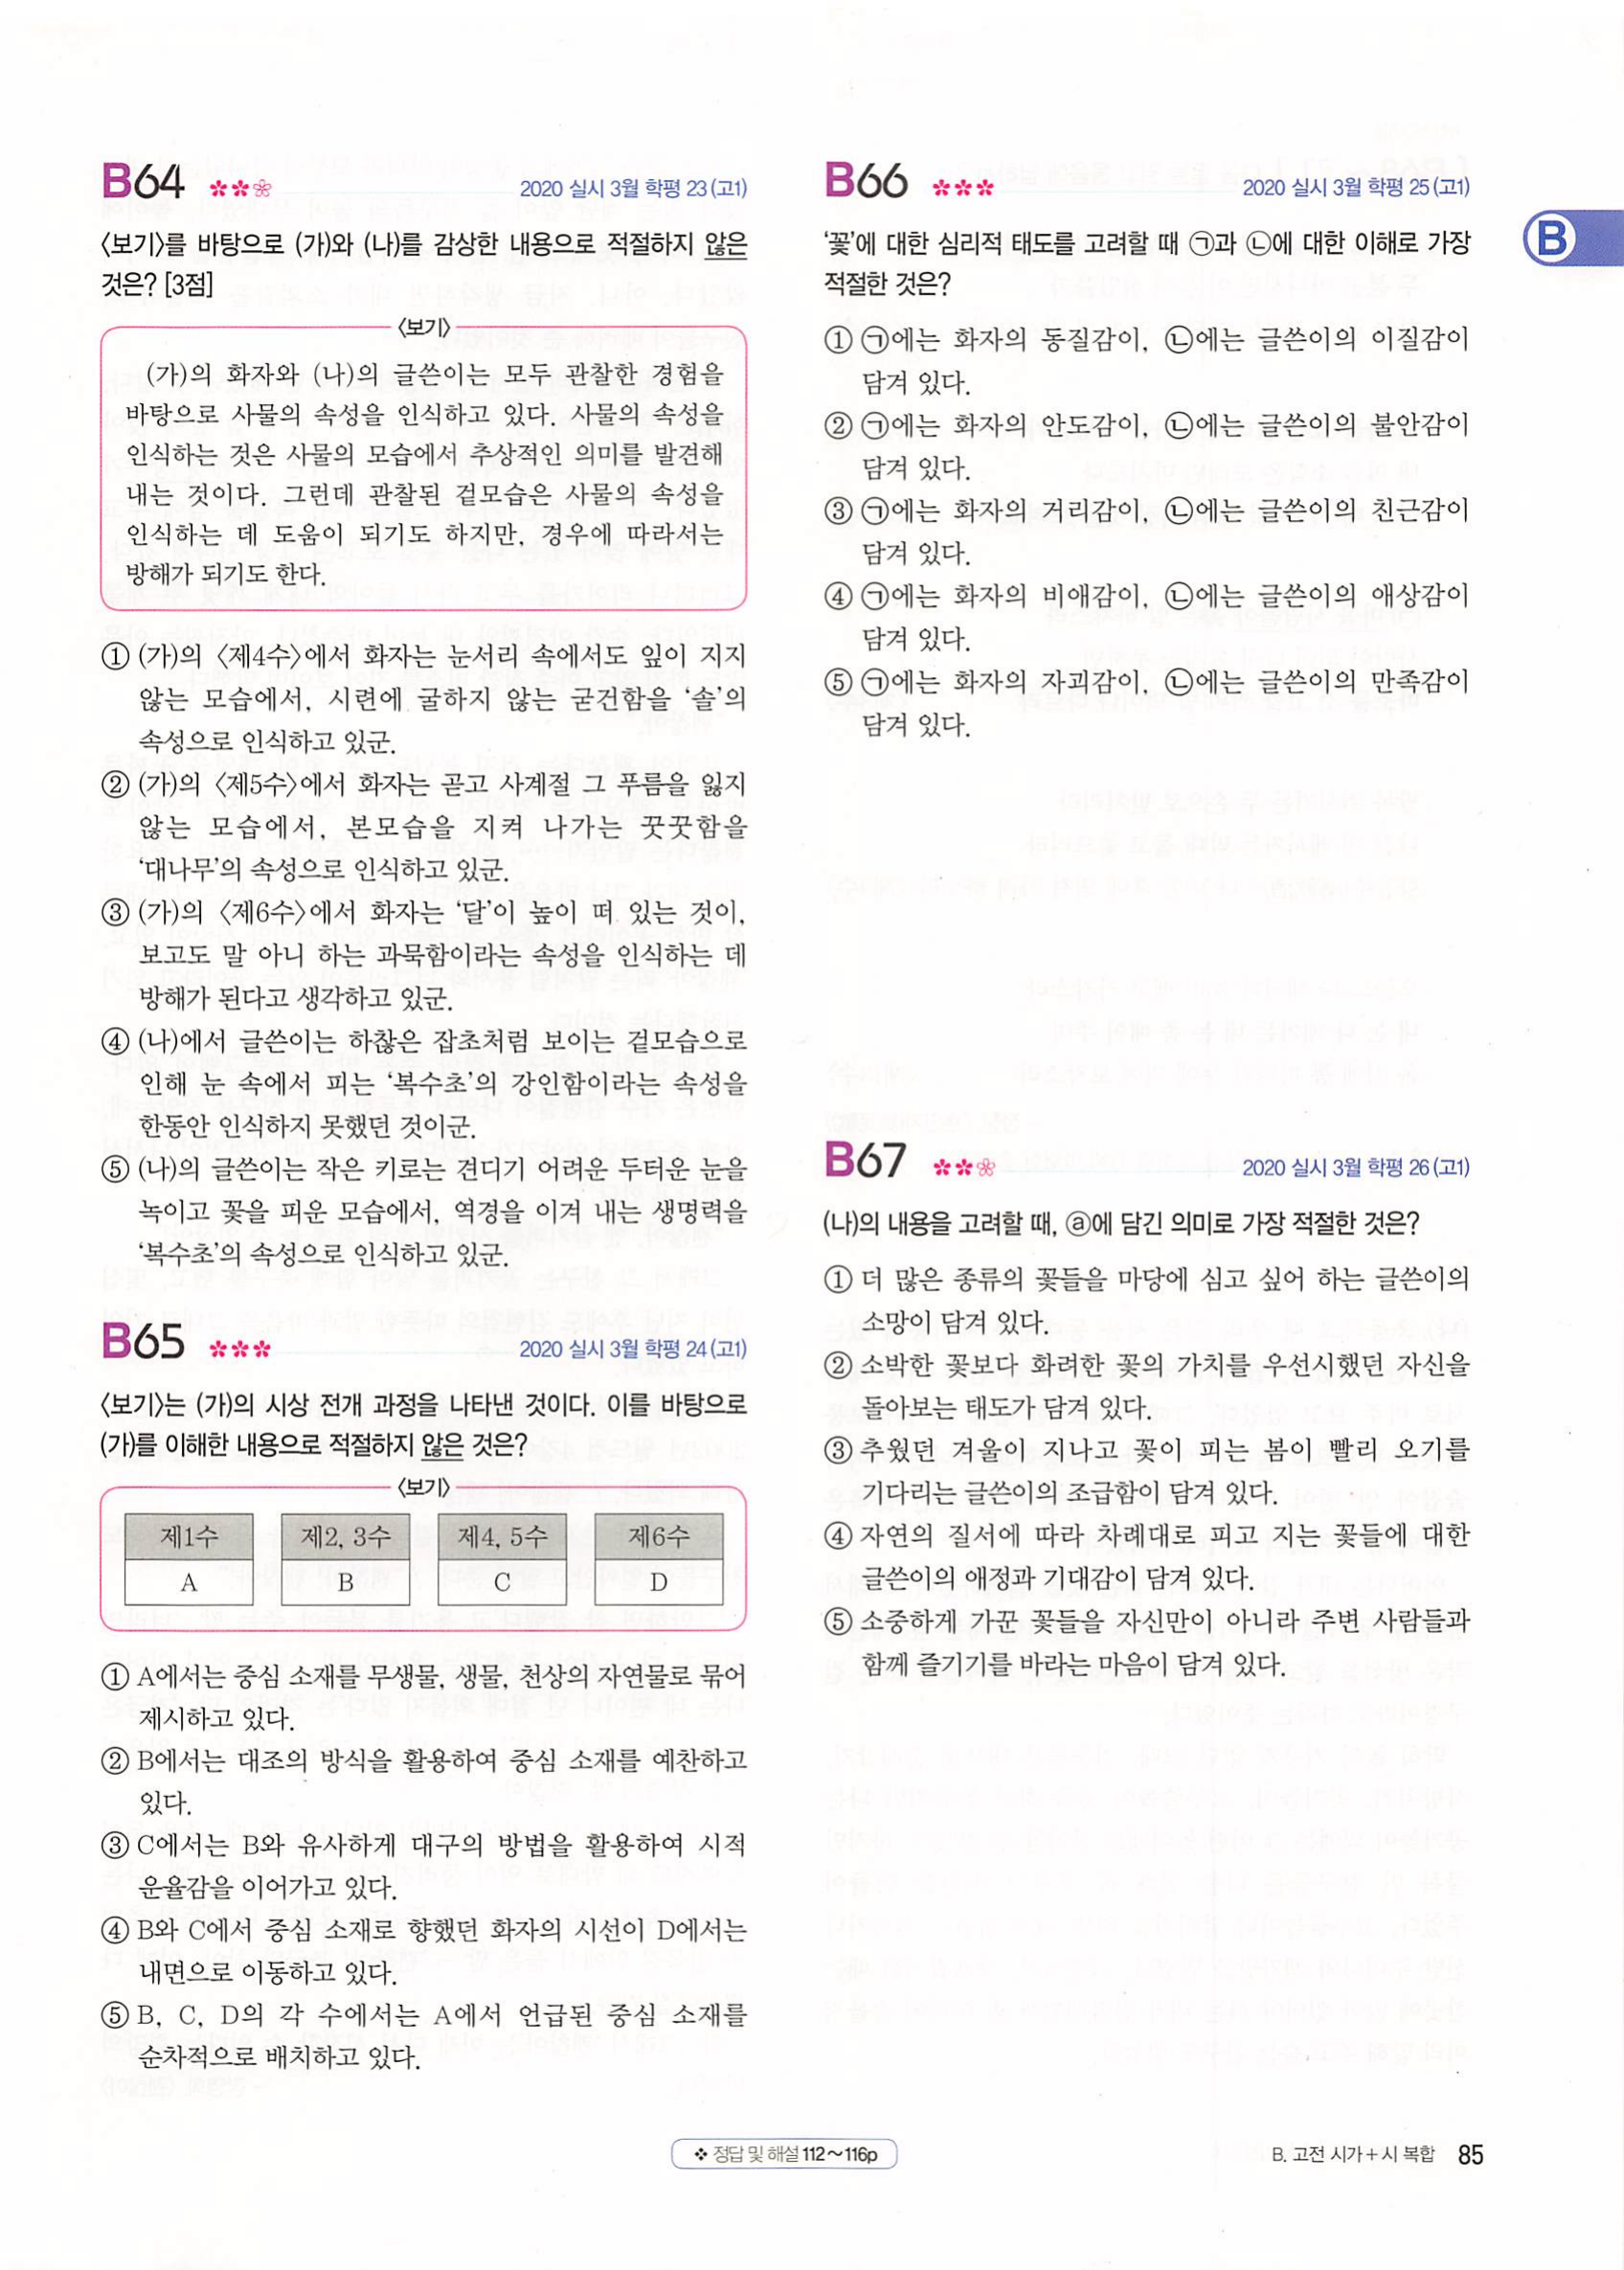 B64 2020 실시 3월 학평 23(고1)
〈보기〉를 바탕으로 (가)와 (나)를 감상한 내용으로 적절하지 않은
것은? [3점]
〈보기〉
(가)의 화자와 (나)의 글쓴이는 모두 관찰한 경험을
바탕으로 사물의 속성을 인식하고 있다. 사물의 속성을
인식하는 것은 사물의 모습에서 추상적인 의미를 발견해
내는 것이다. 그런데 관찰된 겉모습은 사물의 속성을
인식하는 데 도움이 되기도 하지만, 경우에 따라서는
방해가 되기도 한다.
① (가)의 〈제4수〉에서 화자는 눈서리 속에서도 잎이 지지
않는 모습에서, 시련에 굴하지 않는 굳건함을 ‘솔’의
속성으로 인식하고 있군.
② (가)의 〈제5수〉에서 화자는 곧고 사계절 그 푸름을 잃지
않는 모습에서, 본모습을 지켜 나가는 꿋꿋함을
‘대나무’의 속성으로 인식하고 있군.
③ (가)의 〈제6수〉에서 화자는 ‘달’이 높이 떠 있는 것이,
보고도 말 아니 하는 과묵함이라는 속성을 인식하는 데
방해가 된다고 생각하고 있군.
④ (나)에서 글쓴이는 하찮은 잡초처럼 보이는 겉모습으로
인해 눈 속에서 피는 ‘복수초’의 강인함이라는 속성을
한동안 인식하지 못했던 것이군.
⑤ (나)의 글쓴이는 작은 키로는 견디기 어려운 두터운 눈을
녹이고 꽃을 피운 모습에서, 역경을 이겨 내는 생명력을
‘복수초’의 속성으로 인식하고 있군.
B65 2020 실시 3월 학평 24(고1)
〈보기〉는 (가)의 시상 전개 과정을 나타낸 것이다. 이를 바탕으로
(가)를 이해한 내용으로 적절하지 않은 것은?
〈보기〉
제1수 제2, 3수 제4, 5수 제6수
A B C D
① A에서는 중심 소재를 무생물, 생물, 천상의 자연물로 묶어
제시하고 있다.
② B에서는 대조의 방식을 활용하여 중심 소재를 예찬하고
있다.
③ C에서는 B와 유사하게 대구의 방법을 활용하여 시적
운율감을 이어가고 있다.
④ B와 C에서 중심 소재로 향했던 화자의 시선이 D에서는
내면으로 이동하고 있다.
⑤ B, C, D의 각 수에서는 A에서 언급된 중심 소재를
순차적으로 배치하고 있다.
B66 2020 실시 3월 학평 25(고1)
‘꽃’에 대한 심리적 태도를 고려할 때 ㉠과 ㉡에 대한 이해로 가장
적절한 것은?
① ㉠에는 화자의 동질감이, ㉡에는 글쓴이의 이질감이
담겨 있다.
② ㉠에는 화자의 안도감이, ㉡에는 글쓴이의 불안감이
담겨 있다.
③ ㉠에는 화자의 거리감이, ㉡에는 글쓴이의 친근감이
담겨 있다.
④ ㉠에는 화자의 비애감이, ㉡에는 글쓴이의 애상감이
담겨 있다.
⑤ ㉠에는 화자의 자괴감이, ㉡에는 글쓴이의 만족감이
담겨 있다.
B67 2020 실시 3월 학평 26(고1)
(나)의 내용을 고려할 때, ⓐ에 담긴 의미로 가장 적절한 것은?
① 더 많은 종류의 꽃들을 마당에 심고 싶어 하는 글쓴이의
소망이 담겨 있다.
② 소박한 꽃보다 화려한 꽃의 가치를 우선시했던 자신을
돌아보는 태도가 담겨 있다.
③ 추웠던 겨울이 지나고 꽃이 피는 봄이 빨리 오기를
기다리는 글쓴이의 조급함이 담겨 있다.
④ 자연의 질서에 따라 차례대로 피고 지는 꽃들에 대한
글쓴이의 애정과 기대감이 담겨 있다.
⑤ 소중하게 가꾼 꽃들을 자신만이 아니라 주변 사람들과
함께 즐기기를 바라는 마음이 담겨 있다.
B
❖ 정답 및 해설 112～116p
B. 고전 시가+시 복합 85